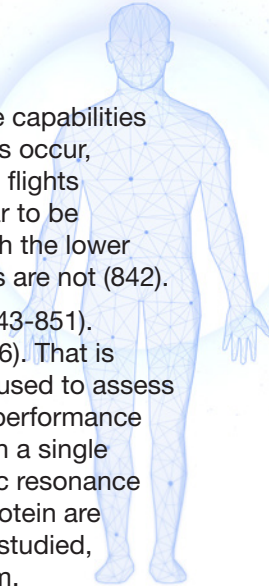 e capabilities
s occur,
flights
r to be
h the lower
s are not (842).
43-851).
6). That is
used to assess
performance
n a single
c resonance
otein are
studied,
m.